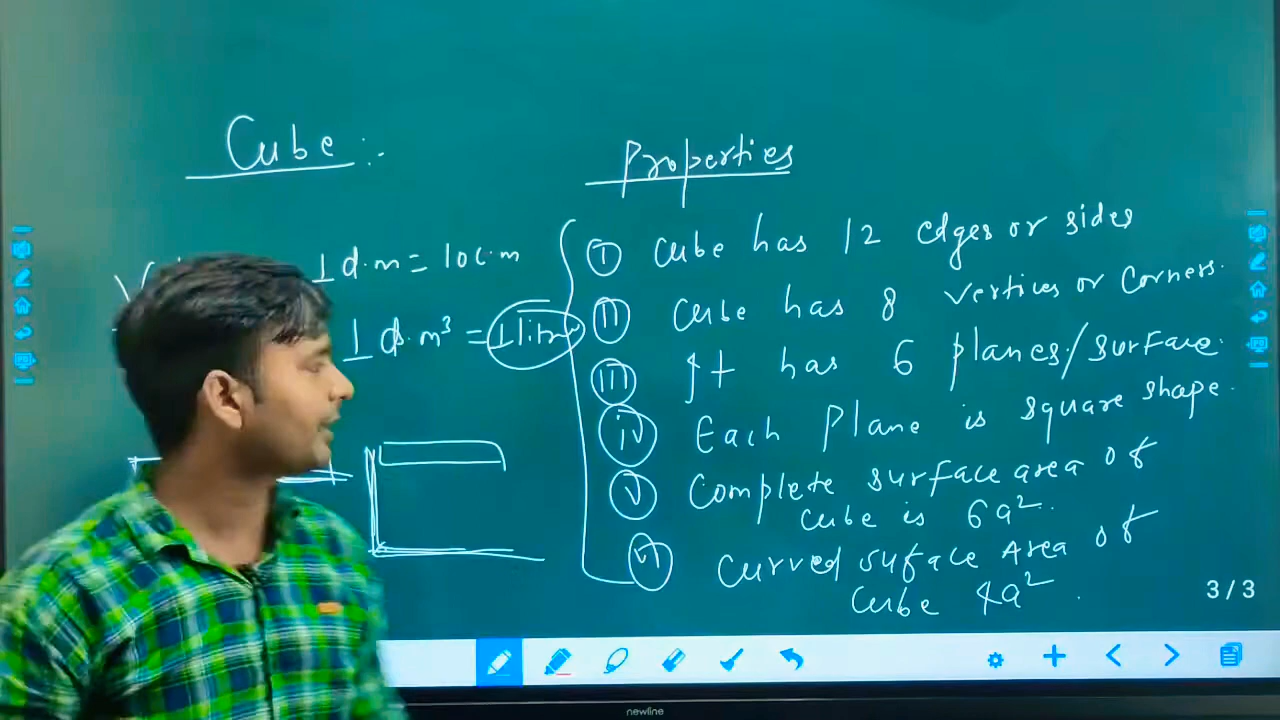 Cube :-
Properties
1 d.m = 10c.m
1 d.m³ = 1 litr
(I) Cube has 12 edges or sides
(II) Cube has 8 vertices or corners.
(III) It has 6 planes/surface.
(iv) Each Plane is square shape.
(v) Complete surface area of
cube is 6a².
(vi) Curved suface Area of
cube 4a².
3/3
newline